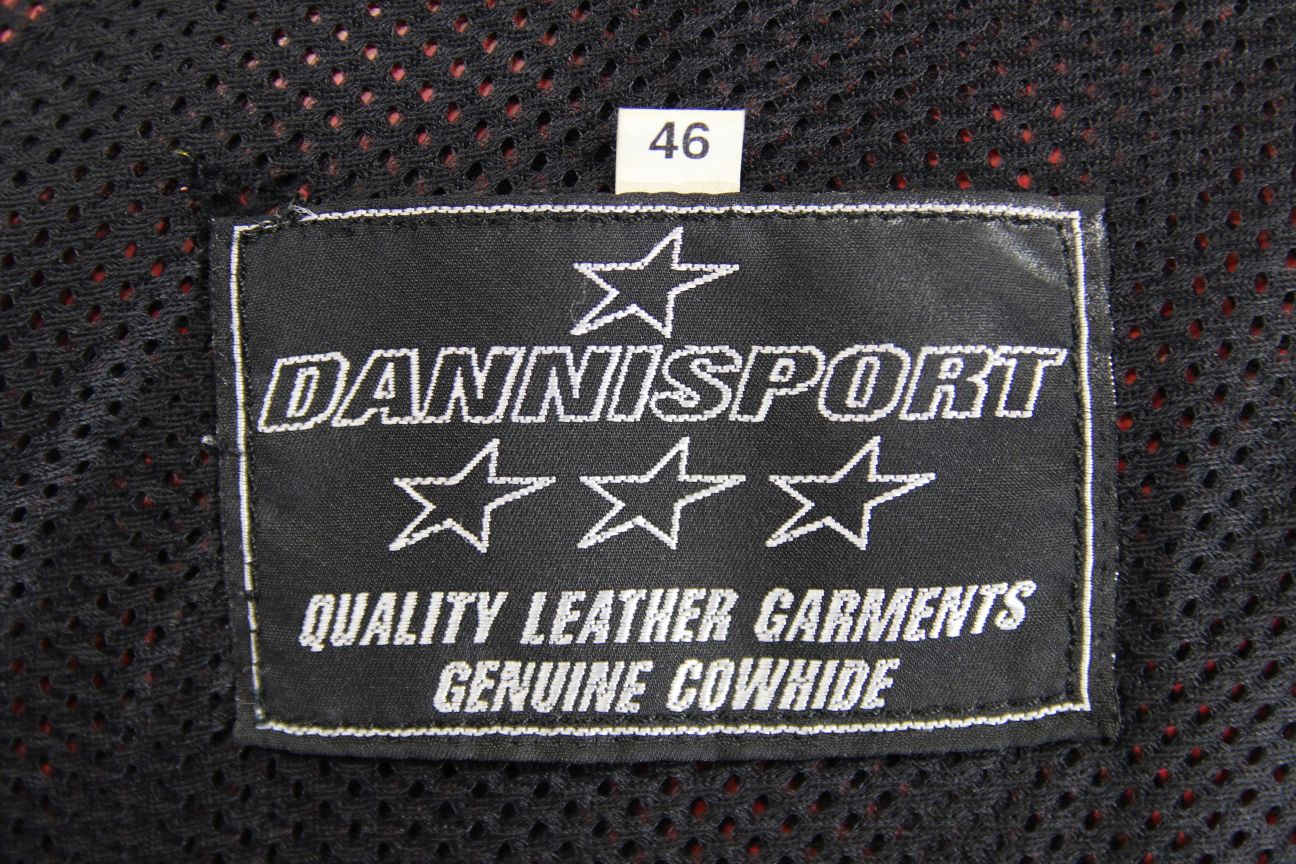 46
DANNISPORT
QUALITY LEATHER GARMENTS
GENUINE COWHIDE